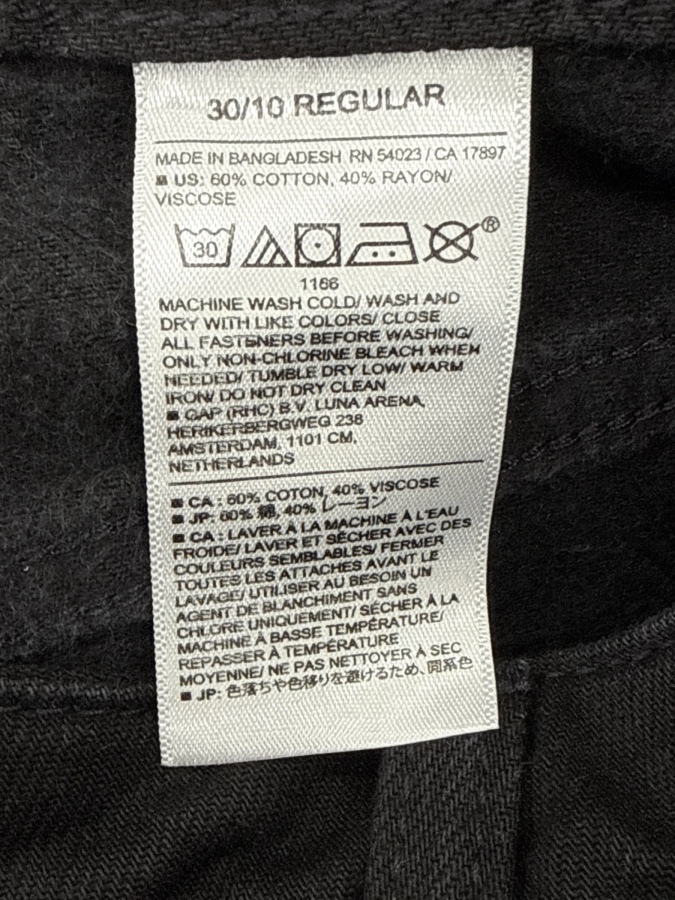 30/10 REGULAR
MADE IN BANGLADESH RN 54023 / CA 17897
■ US: 60% COTTON, 40% RAYON/
VISCOSE
30
®
1166
MACHINE WASH COLD/ WASH AND
DRY WITH LIKE COLORS/ CLOSE
ALL FASTENERS BEFORE WASHING/
ONLY NON-CHLORINE BLEACH WHEN
NEEDED/ TUMBLE DRY LOW/ WARM
IRON/ DO NOT DRY CLEAN
■ GAP (RHC) B.V. LUNA ARENA,
HERIKERBERGWEG 238
AMSTERDAM, 1101 CM,
NETHERLANDS
■ CA : 60% COTON, 40% VISCOSE
■ JP: 60% 綿, 40% レーヨン
■ CA : LAVER À LA MACHINE À L'EAU
FROIDE/ LAVER ET SÉCHER AVEC DES
COULEURS SEMBLABLES/ FERMER
TOUTES LES ATTACHES AVANT LE
LAVAGE/ UTILISER AU BESOIN UN
AGENT DE BLANCHIMENT SANS
CHLORE UNIQUEMENT/ SÉCHER À LA
MACHINE À BASSE TEMPÉRATURE/
REPASSER À TEMPÉRATURE
MOYENNE/ NE PAS NETTOYER À SEC
■ JP: 色落ちや色移りを避けるため、同系色